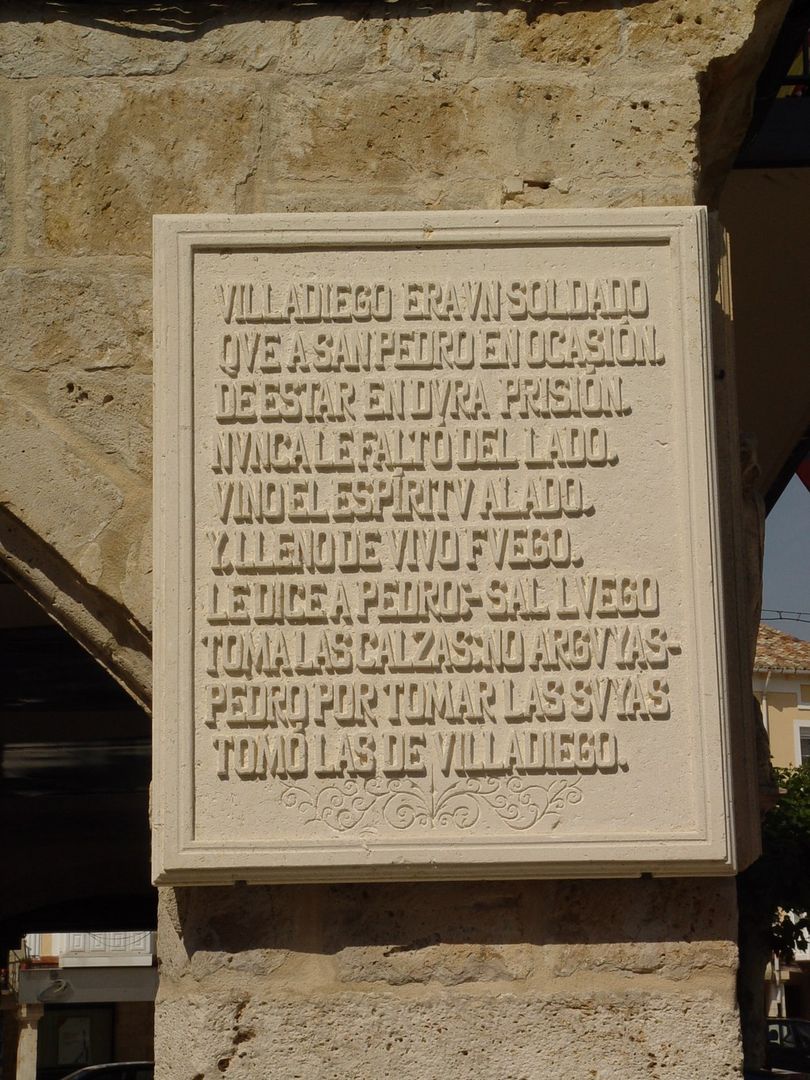 VILLADIEGO ERA VN SOLDADO
QVE A SAN PEDRO EN OCASIÓN.
DE ESTAR EN DVRA PRISIÓN.
NVNCA LE FALTÓ DEL LADO.
VINO EL ESPÍRITV ALADO.
Y, LLENO DE VIVO FVEGO.
LE DICE A PEDRO:-SAL LVEGO
TOMA LAS CALZAS: NO ARGVYAS-
PEDRO POR TOMAR LAS SVYAS
TOMÓ LAS DE VILLADIEGO.